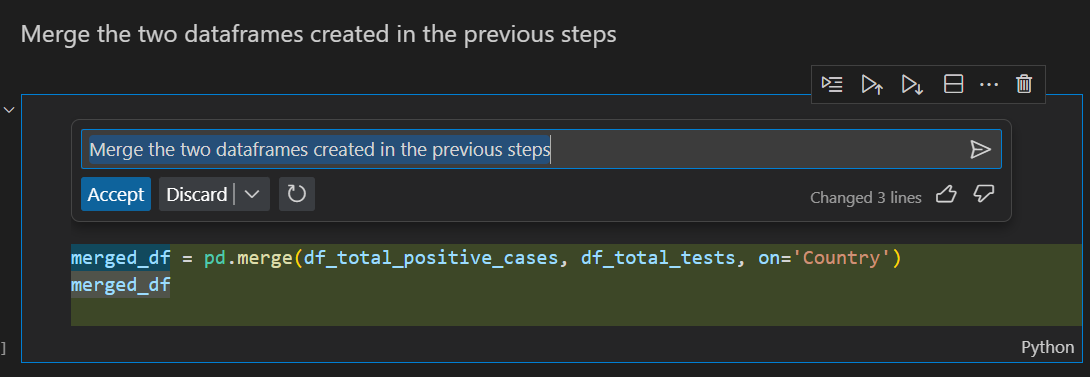 Merge the two dataframes created in the previous steps
Merge the two dataframes created in the previous steps
Accept Discard Changed 3 lines
merged_df = pd.merge(df_total_positive_cases, df_total_tests, on='Country')
merged_df
]
Python